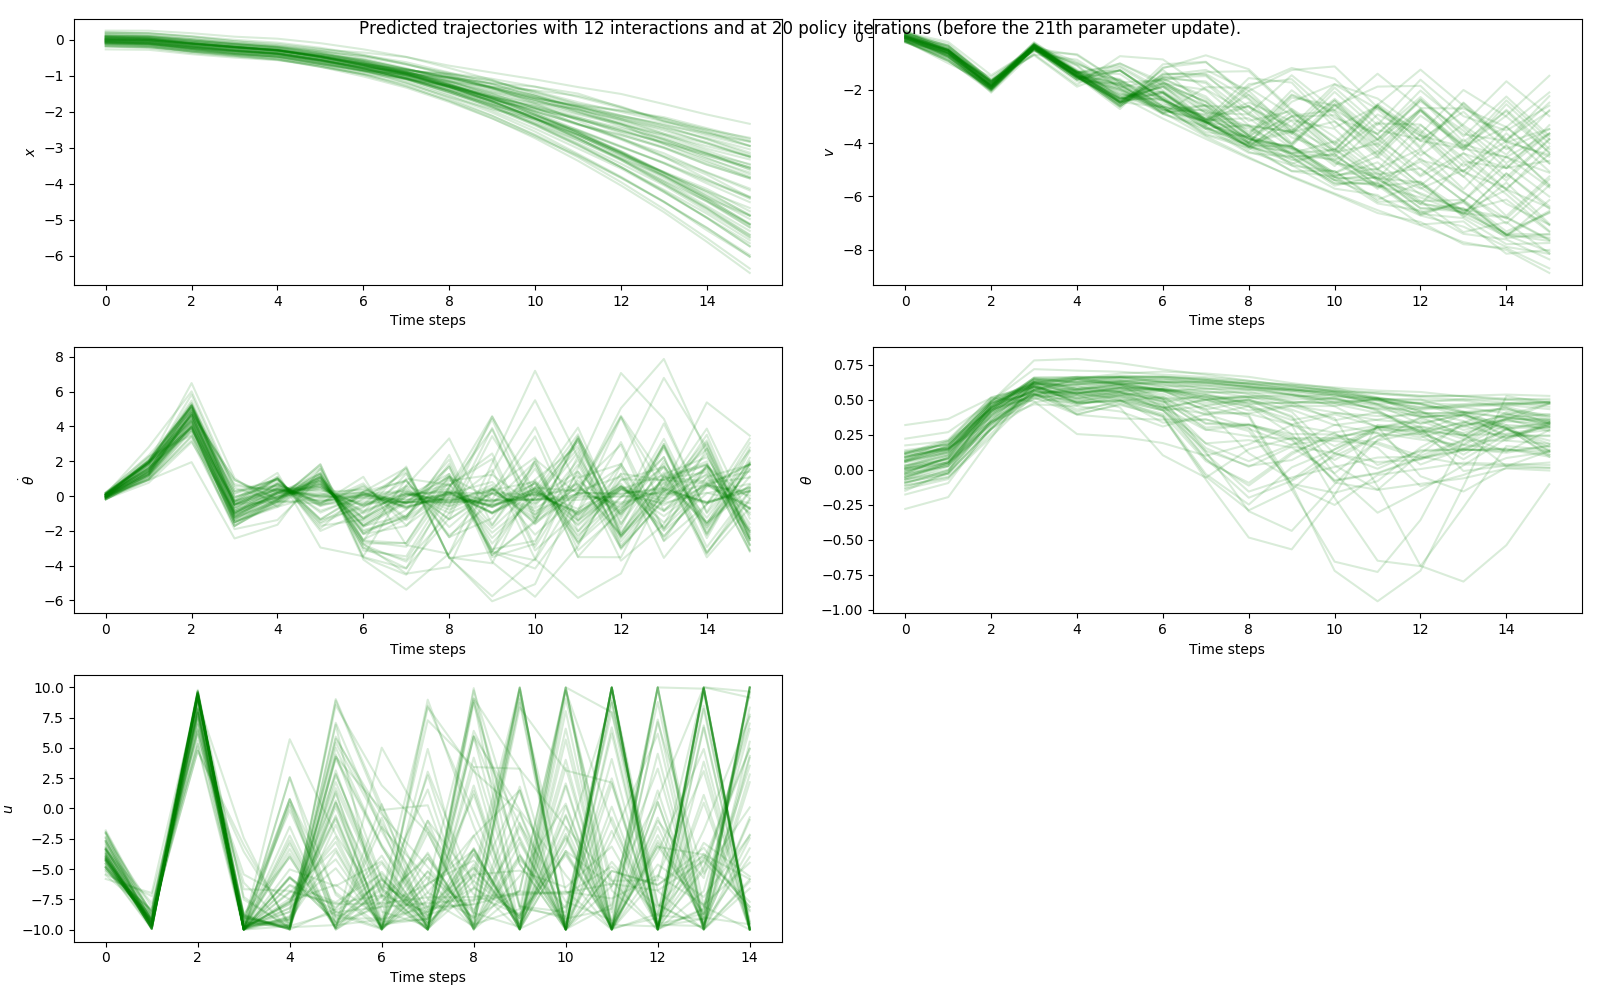 Predicted trajectories with 12 interactions and at 20 policy iterations (before the 21th parameter update).
0
−1
−2
−3
−4
−5
−6
x
0 2 4 6 8 10 12 14
Time steps
0
−2
−4
−6
−8
v
0 2 4 6 8 10 12 14
Time steps
8
6
4
2
0
−2
−4
−6
θ̇
0 2 4 6 8 10 12 14
Time steps
0.75
0.50
0.25
0.00
−0.25
−0.50
−0.75
−1.00
θ
0 2 4 6 8 10 12 14
Time steps
10.0
7.5
5.0
2.5
0.0
−2.5
−5.0
−7.5
−10.0
u
0 2 4 6 8 10 12 14
Time steps